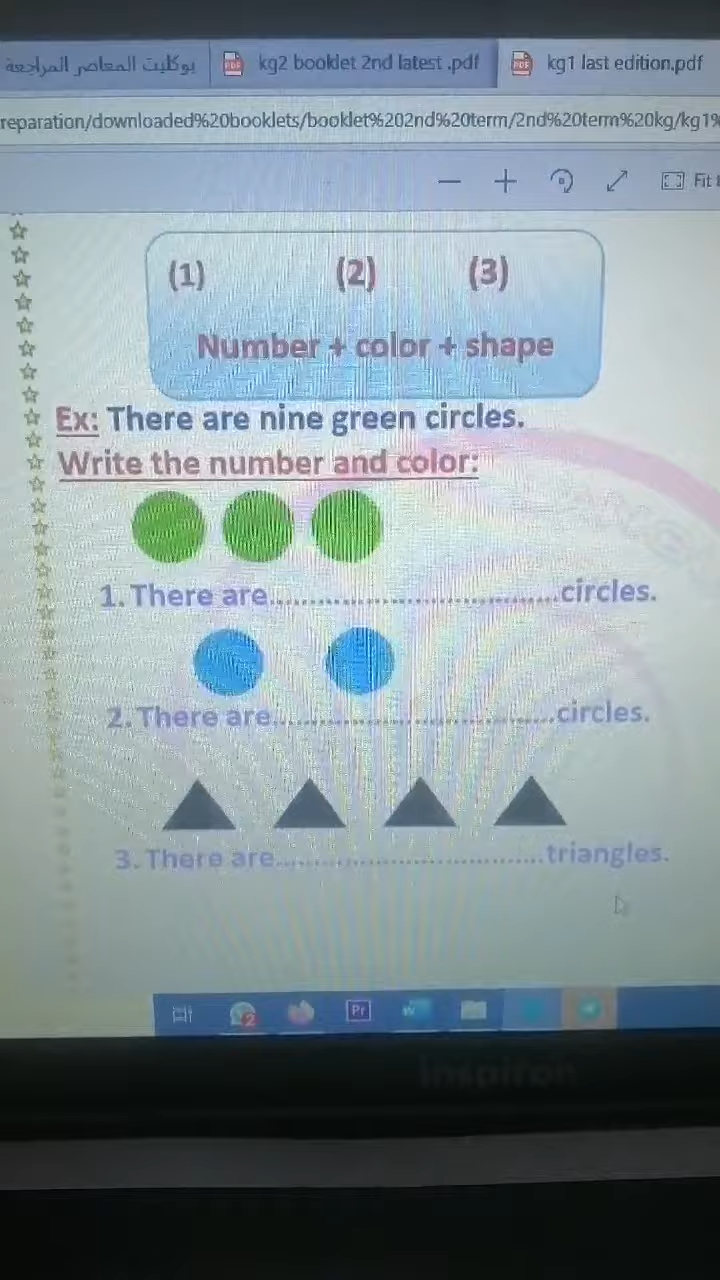 بوكليت المعاصر المراجعة
kg2 booklet 2nd latest .pdf
kg1 last edition.pdf
reparation/downloaded%20booklets/booklet%202nd%20term/2nd%20term%20kg/kg1%
Fit
(1) (2) (3)
Number + color + shape
Ex: There are nine green circles.
Write the number and color:
1. There are.......................................circles.
2. There are.......................................circles.
3. There are.....................................triangles.
Pr
inspiron